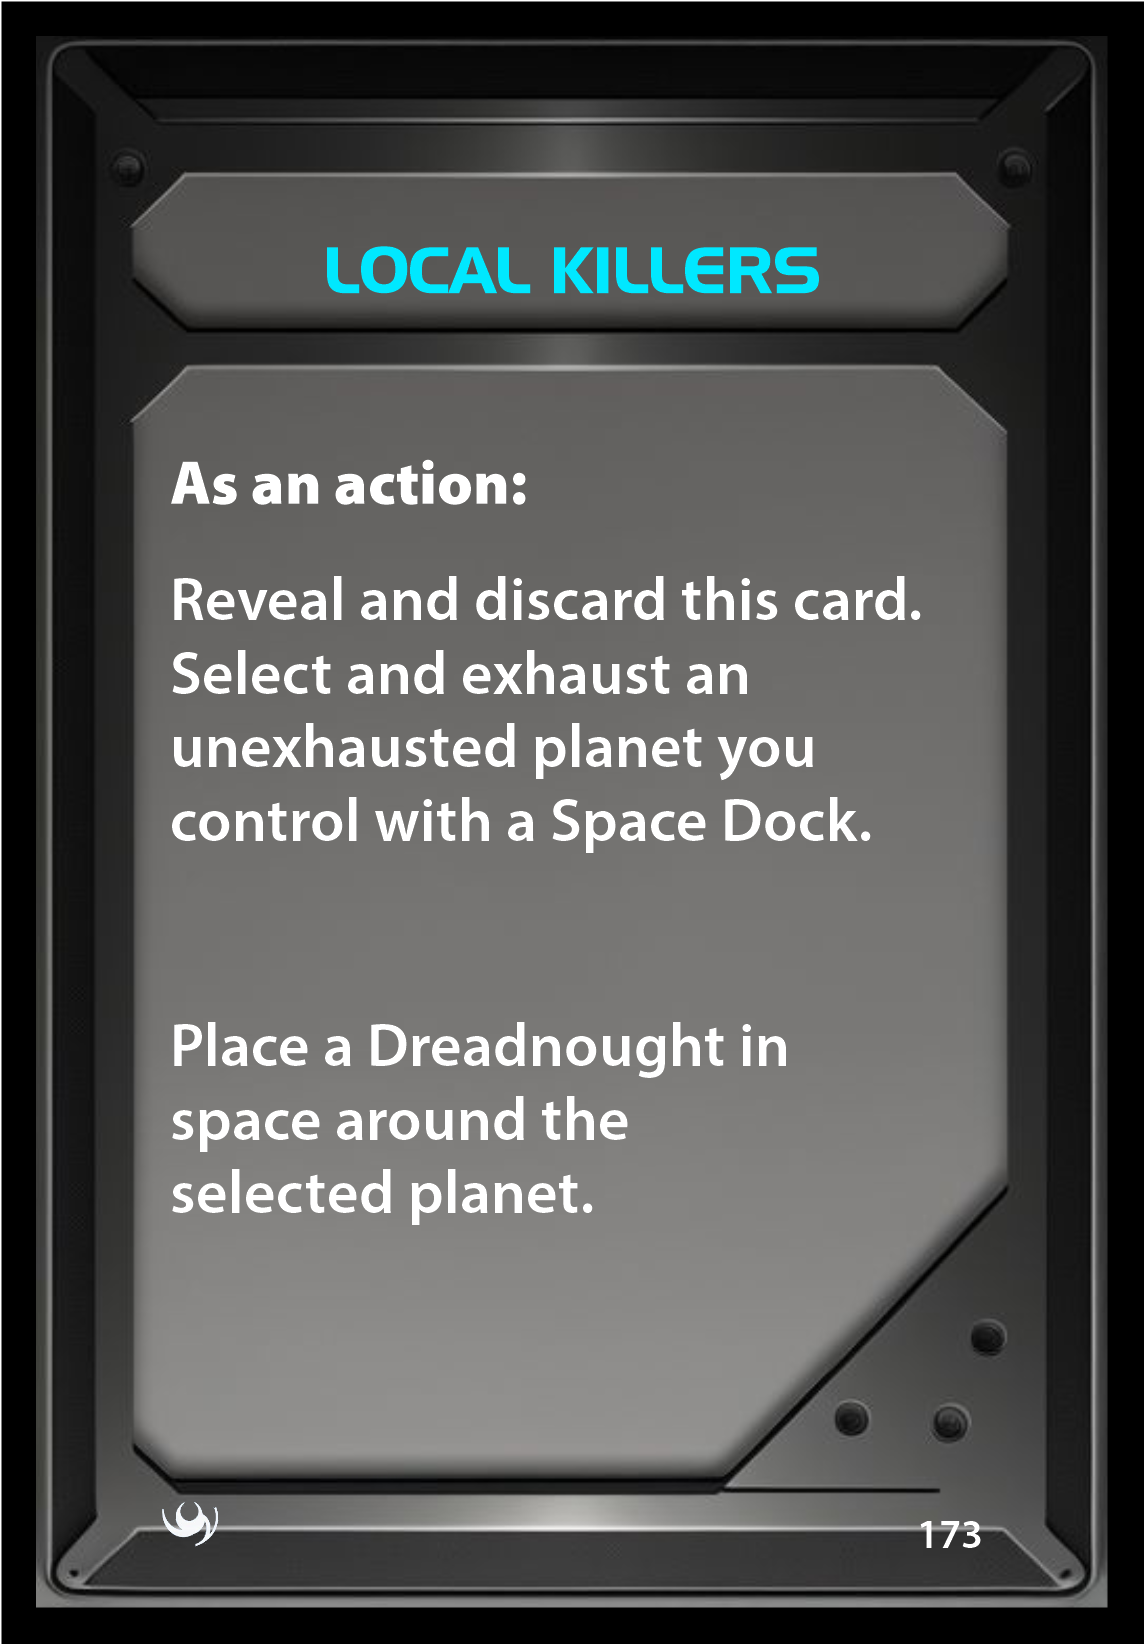 LOCAL KILLERS
As an action:
Reveal and discard this card.
Select and exhaust an
unexhausted planet you
control with a Space Dock.
Place a Dreadnought in
space around the
selected planet.
173